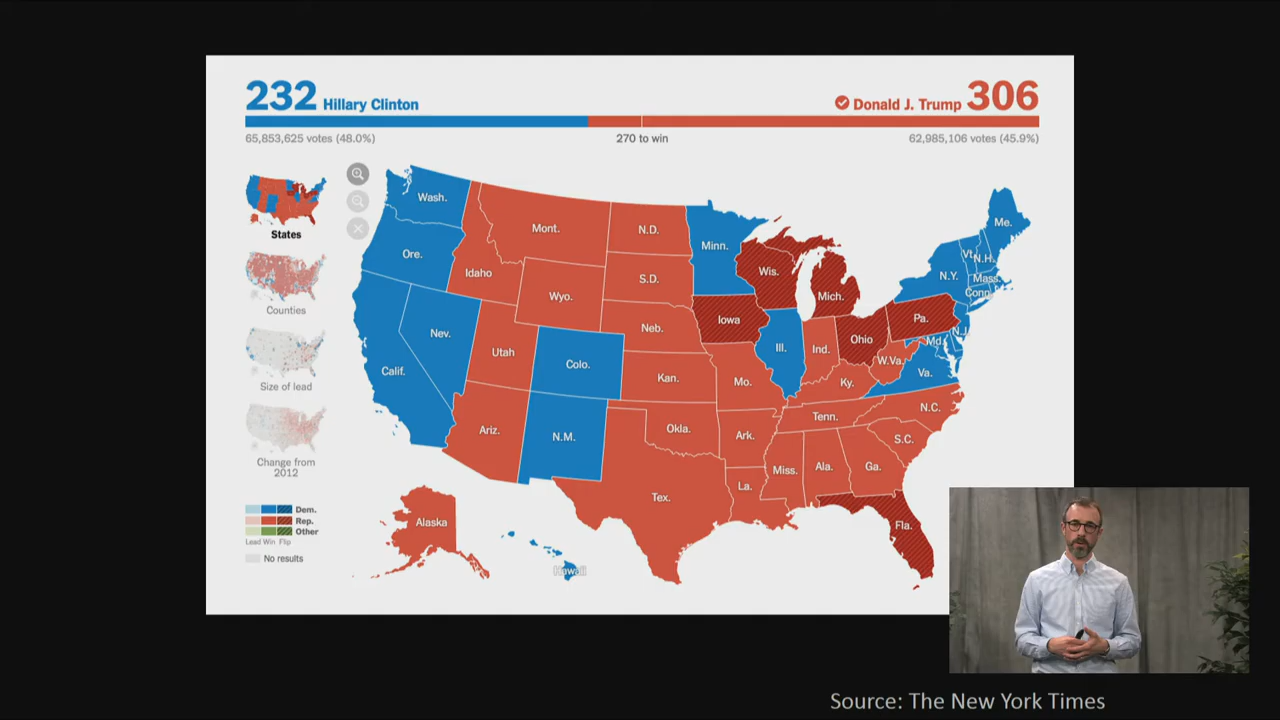 232 Hillary Clinton
Donald J. Trump 306
65,853,625 votes (48.0%)
270 to win
62,985,106 votes (45.9%)
States
Counties
Size of lead
Change from
2012
Dem.
Rep.
Other
Lead Win Flip
No results
Wash.
Ore.
Calif.
Nev.
Idaho
Mont.
Wyo.
Utah
Ariz.
Colo.
N.M.
N.D.
S.D.
Neb.
Kan.
Okla.
Tex.
Minn.
Iowa
Mo.
Ark.
La.
Wis.
Ill.
Mich.
Ind.
Ohio
Ky.
Tenn.
Miss.
Ala.
Ga.
Fla.
S.C.
N.C.
Va.
W.Va.
Md.
Pa.
N.J.
N.Y.
Conn.
Mass.
Vt.
N.H.
Me.
Alaska
Hawaii
Source: The New York Times